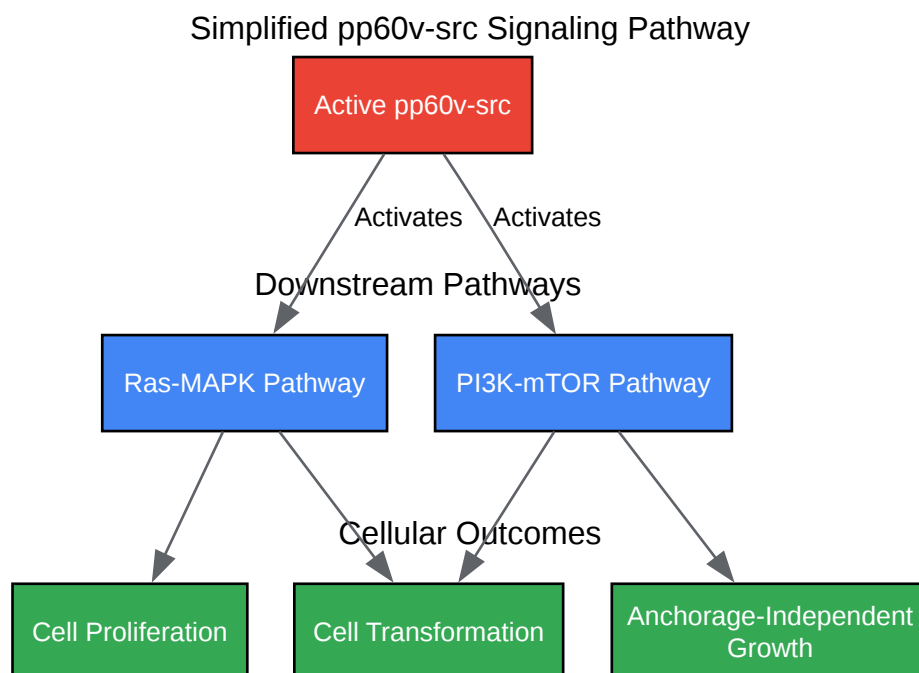 Simplified pp60v-src Signaling Pathway
Active pp60v-src
Activates
Activates
Downstream Pathways
Ras-MAPK Pathway
PI3K-mTOR Pathway
Cellular Outcomes
Cell Proliferation
Cell Transformation
Anchorage-Independent
Growth